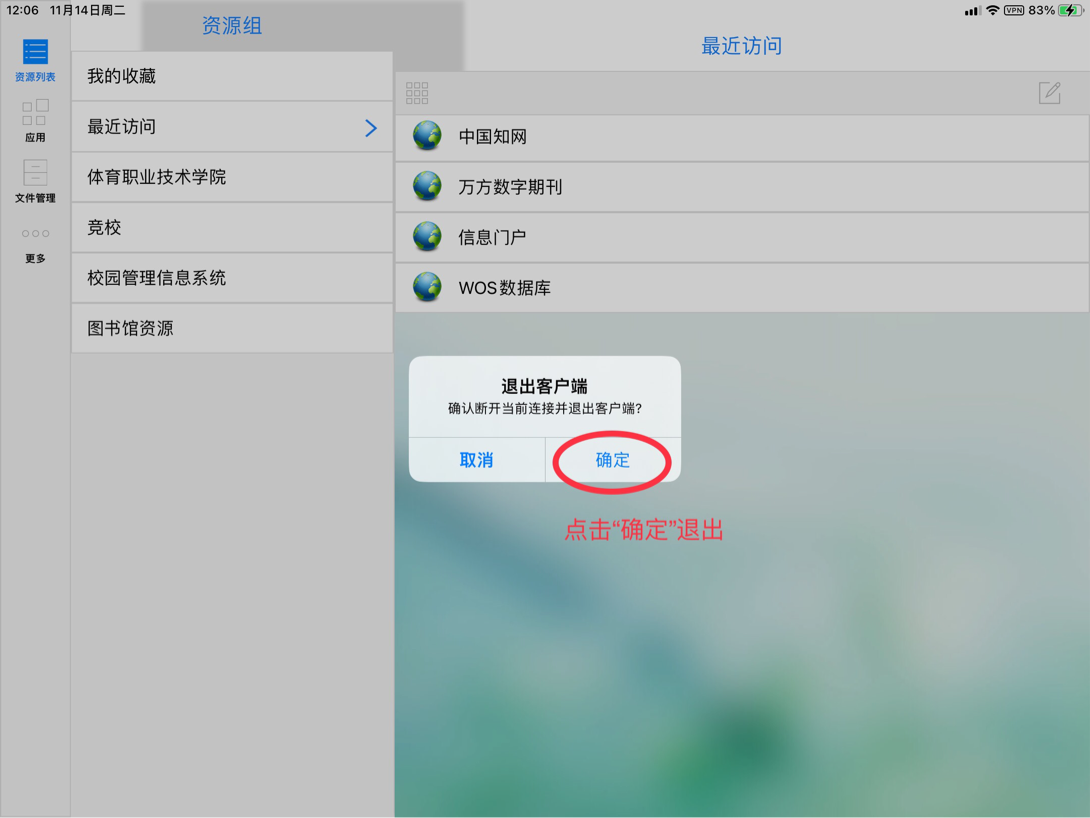 12:06 11月14日周二
VPN 83%
资源组
最近访问
资源列表
应用
文件管理
更多
我的收藏
最近访问
体育职业技术学院
竞校
校园管理信息系统
图书馆资源
中国知网
万方数字期刊
信息门户
WOS数据库
退出客户端
确认断开当前连接并退出客户端?
取消
确定
点击“确定”退出